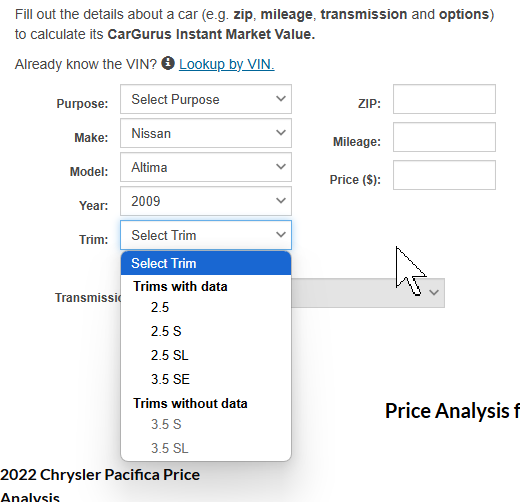 Fill out the details about a car (e.g. zip, mileage, transmission and options)
to calculate its CarGurus Instant Market Value.
Already know the VIN? Lookup by VIN.
Purpose: Select Purpose
ZIP:
Make: Nissan
Mileage:
Model: Altima
Price ($):
Year: 2009
Trim: Select Trim
Select Trim
Trims with data
2.5
2.5 S
2.5 SL
3.5 SE
Trims without data
3.5 S
3.5 SL
Transmissio
Price Analysis f
2022 Chrysler Pacifica Price
Analysis